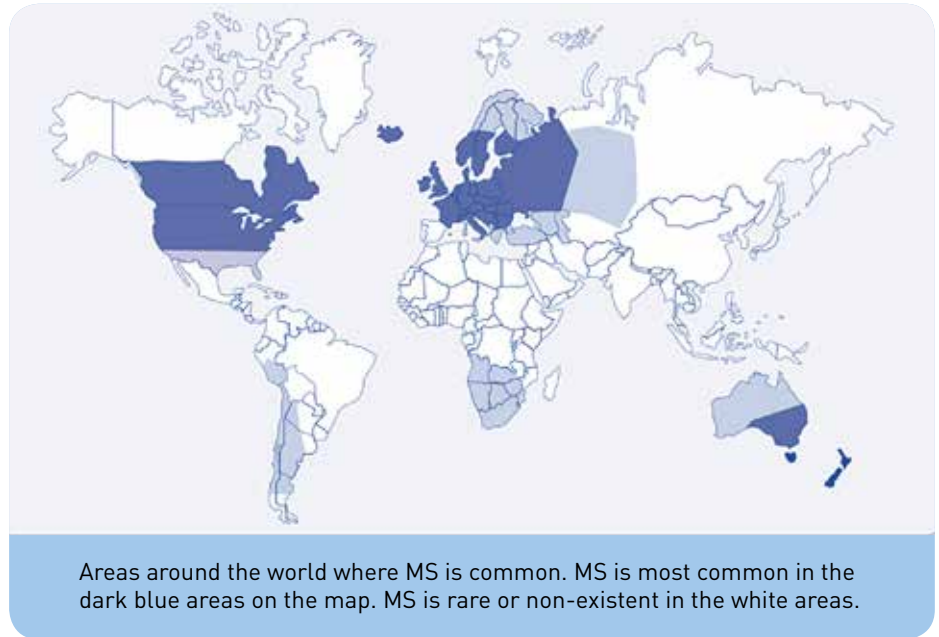 Areas around the world where MS is common. MS is most common in the
dark blue areas on the map. MS is rare or non-existent in the white areas.